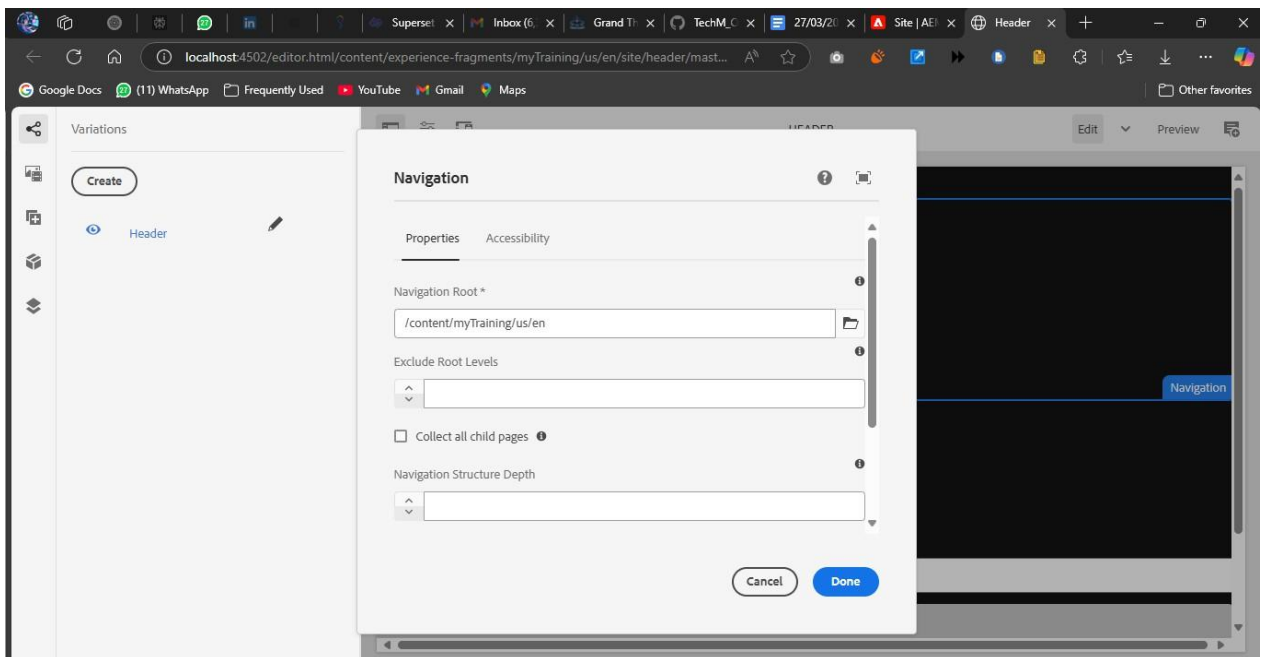 Superset
Inbox (6,
Grand Th
TechM_C
27/03/20
Site | AEM
Header
localhost:4502/editor.html/content/experience-fragments/myTraining/us/en/site/header/mast...
Google Docs
(11) WhatsApp
Frequently Used
YouTube
Gmail
Maps
Other favorites
Variations
Edit
Preview
Create
Header
Navigation
Properties
Accessibility
Navigation Root *
/content/myTraining/us/en
Exclude Root Levels
Collect all child pages
Navigation Structure Depth
Cancel
Done
Navigation